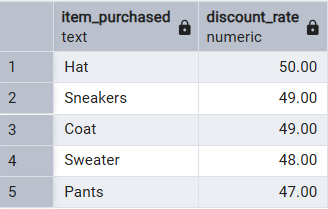 item_purchased discount_rate
text numeric
1 Hat 50.00
2 Sneakers 49.00
3 Coat 49.00
4 Sweater 48.00
5 Pants 47.00